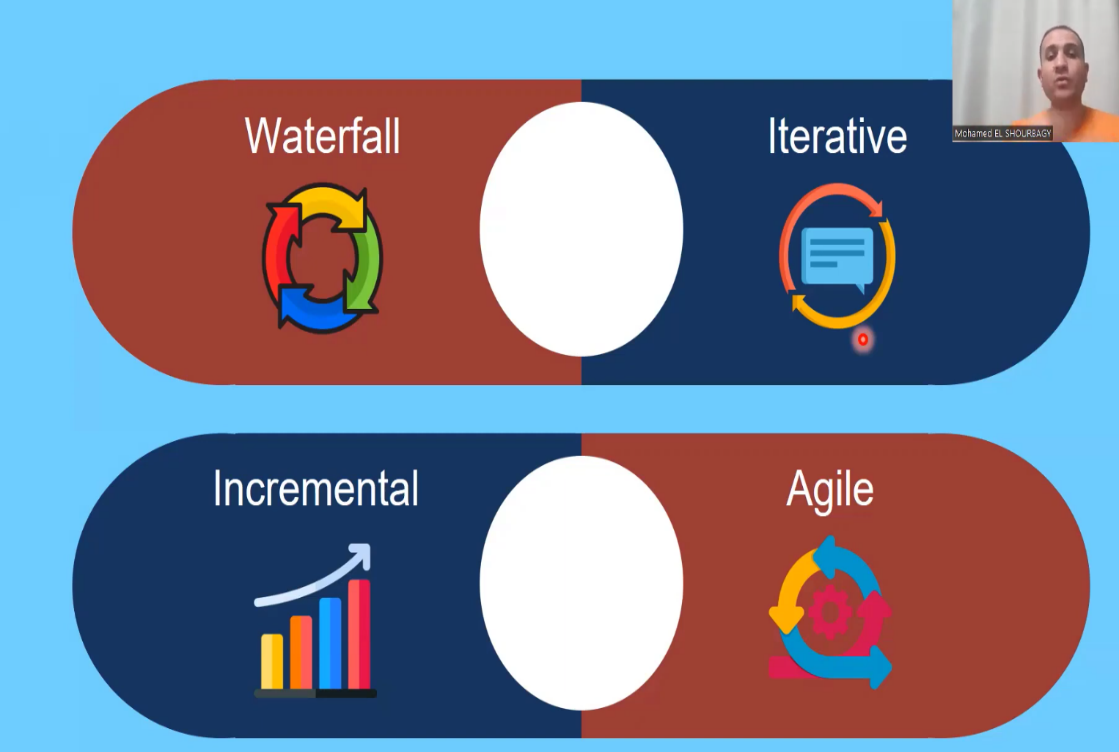 Waterfall
Iterative
Mohamed EL SHOURBAGY
Incremental
Agile